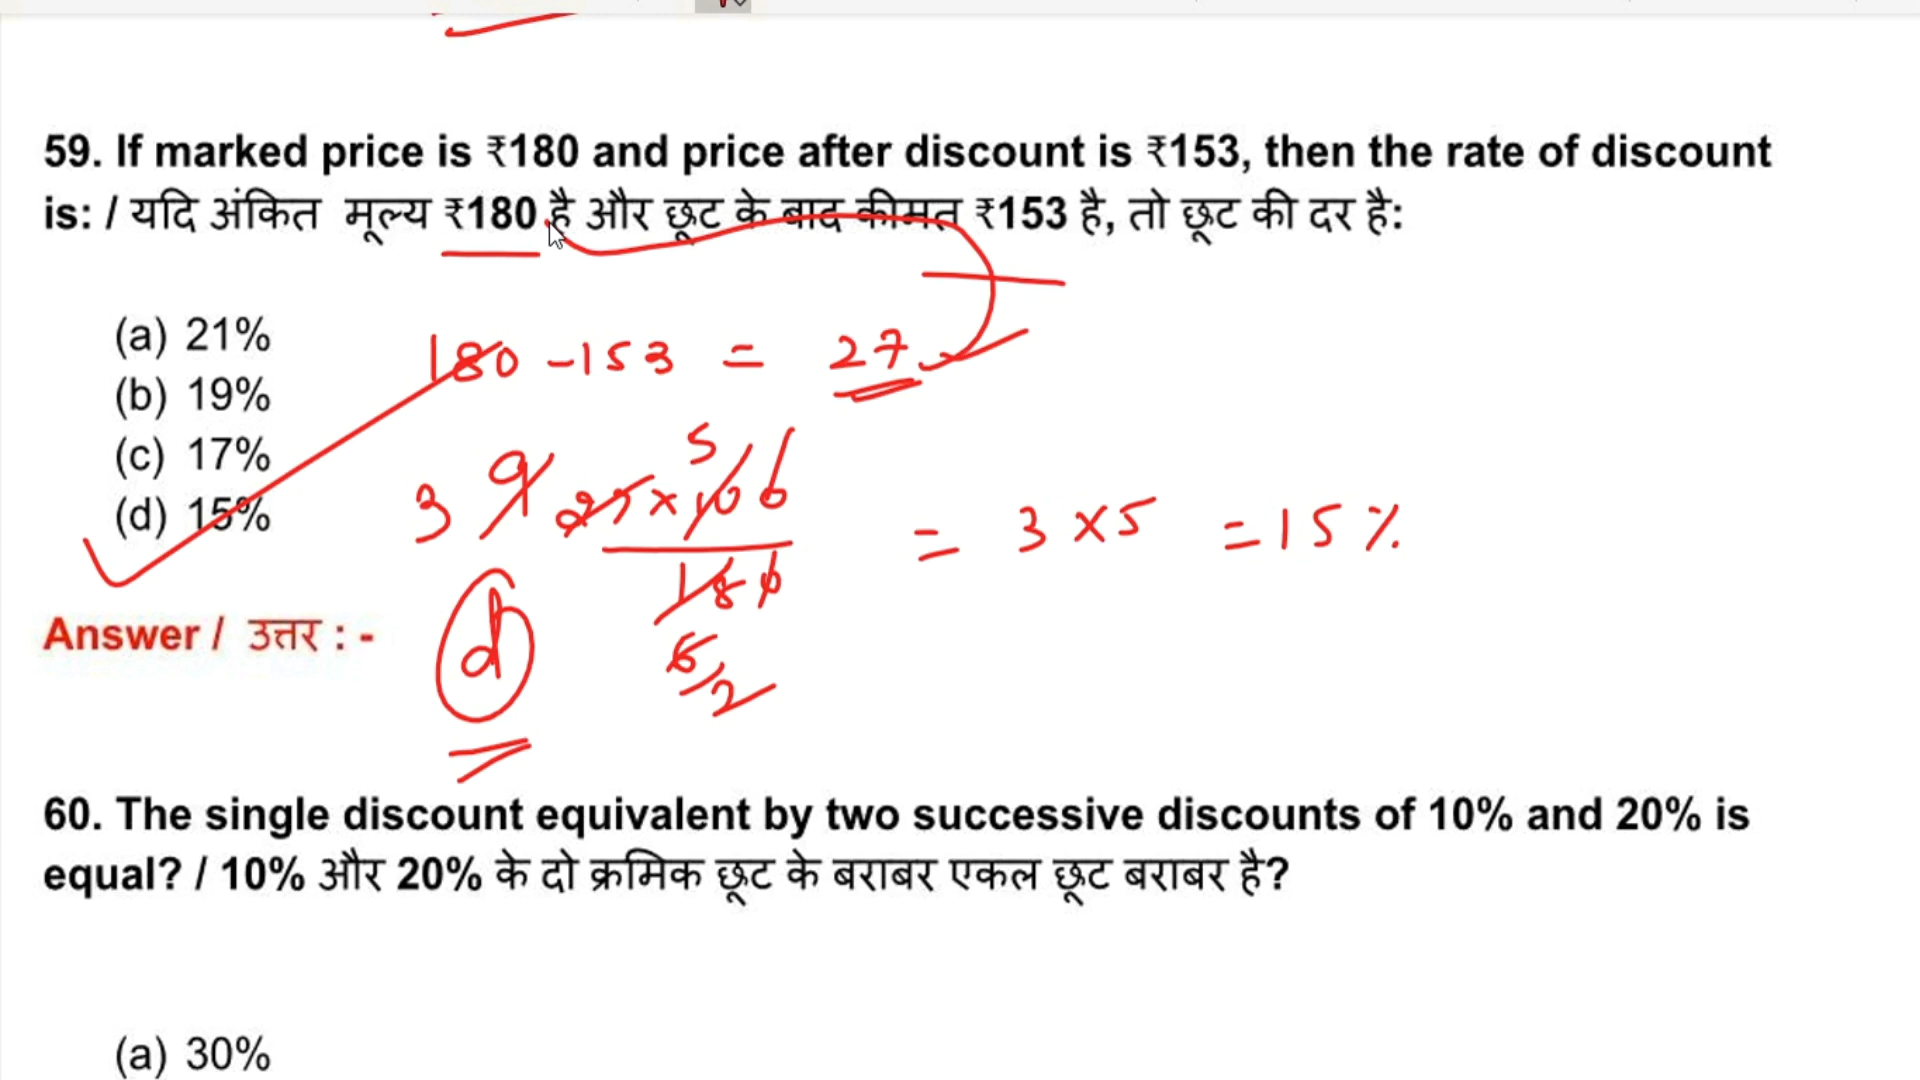 59. If marked price is ₹180 and price after discount is ₹153, then the rate of discount
is: / यदि अंकित मूल्य ₹180 है और छूट के बाद कीमत ₹153 है, तो छूट की दर है:
(a) 21%
180 - 153 = 27
(b) 19%
(c) 17%
5
3 9 27 x 100
(d) 15%
= 3 x 5 = 15%
180
Answer / उत्तर : -
d
6
2
60. The single discount equivalent by two successive discounts of 10% and 20% is
equal? / 10% और 20% के दो क्रमिक छूट के बराबर एकल छूट बराबर है?
(a) 30%